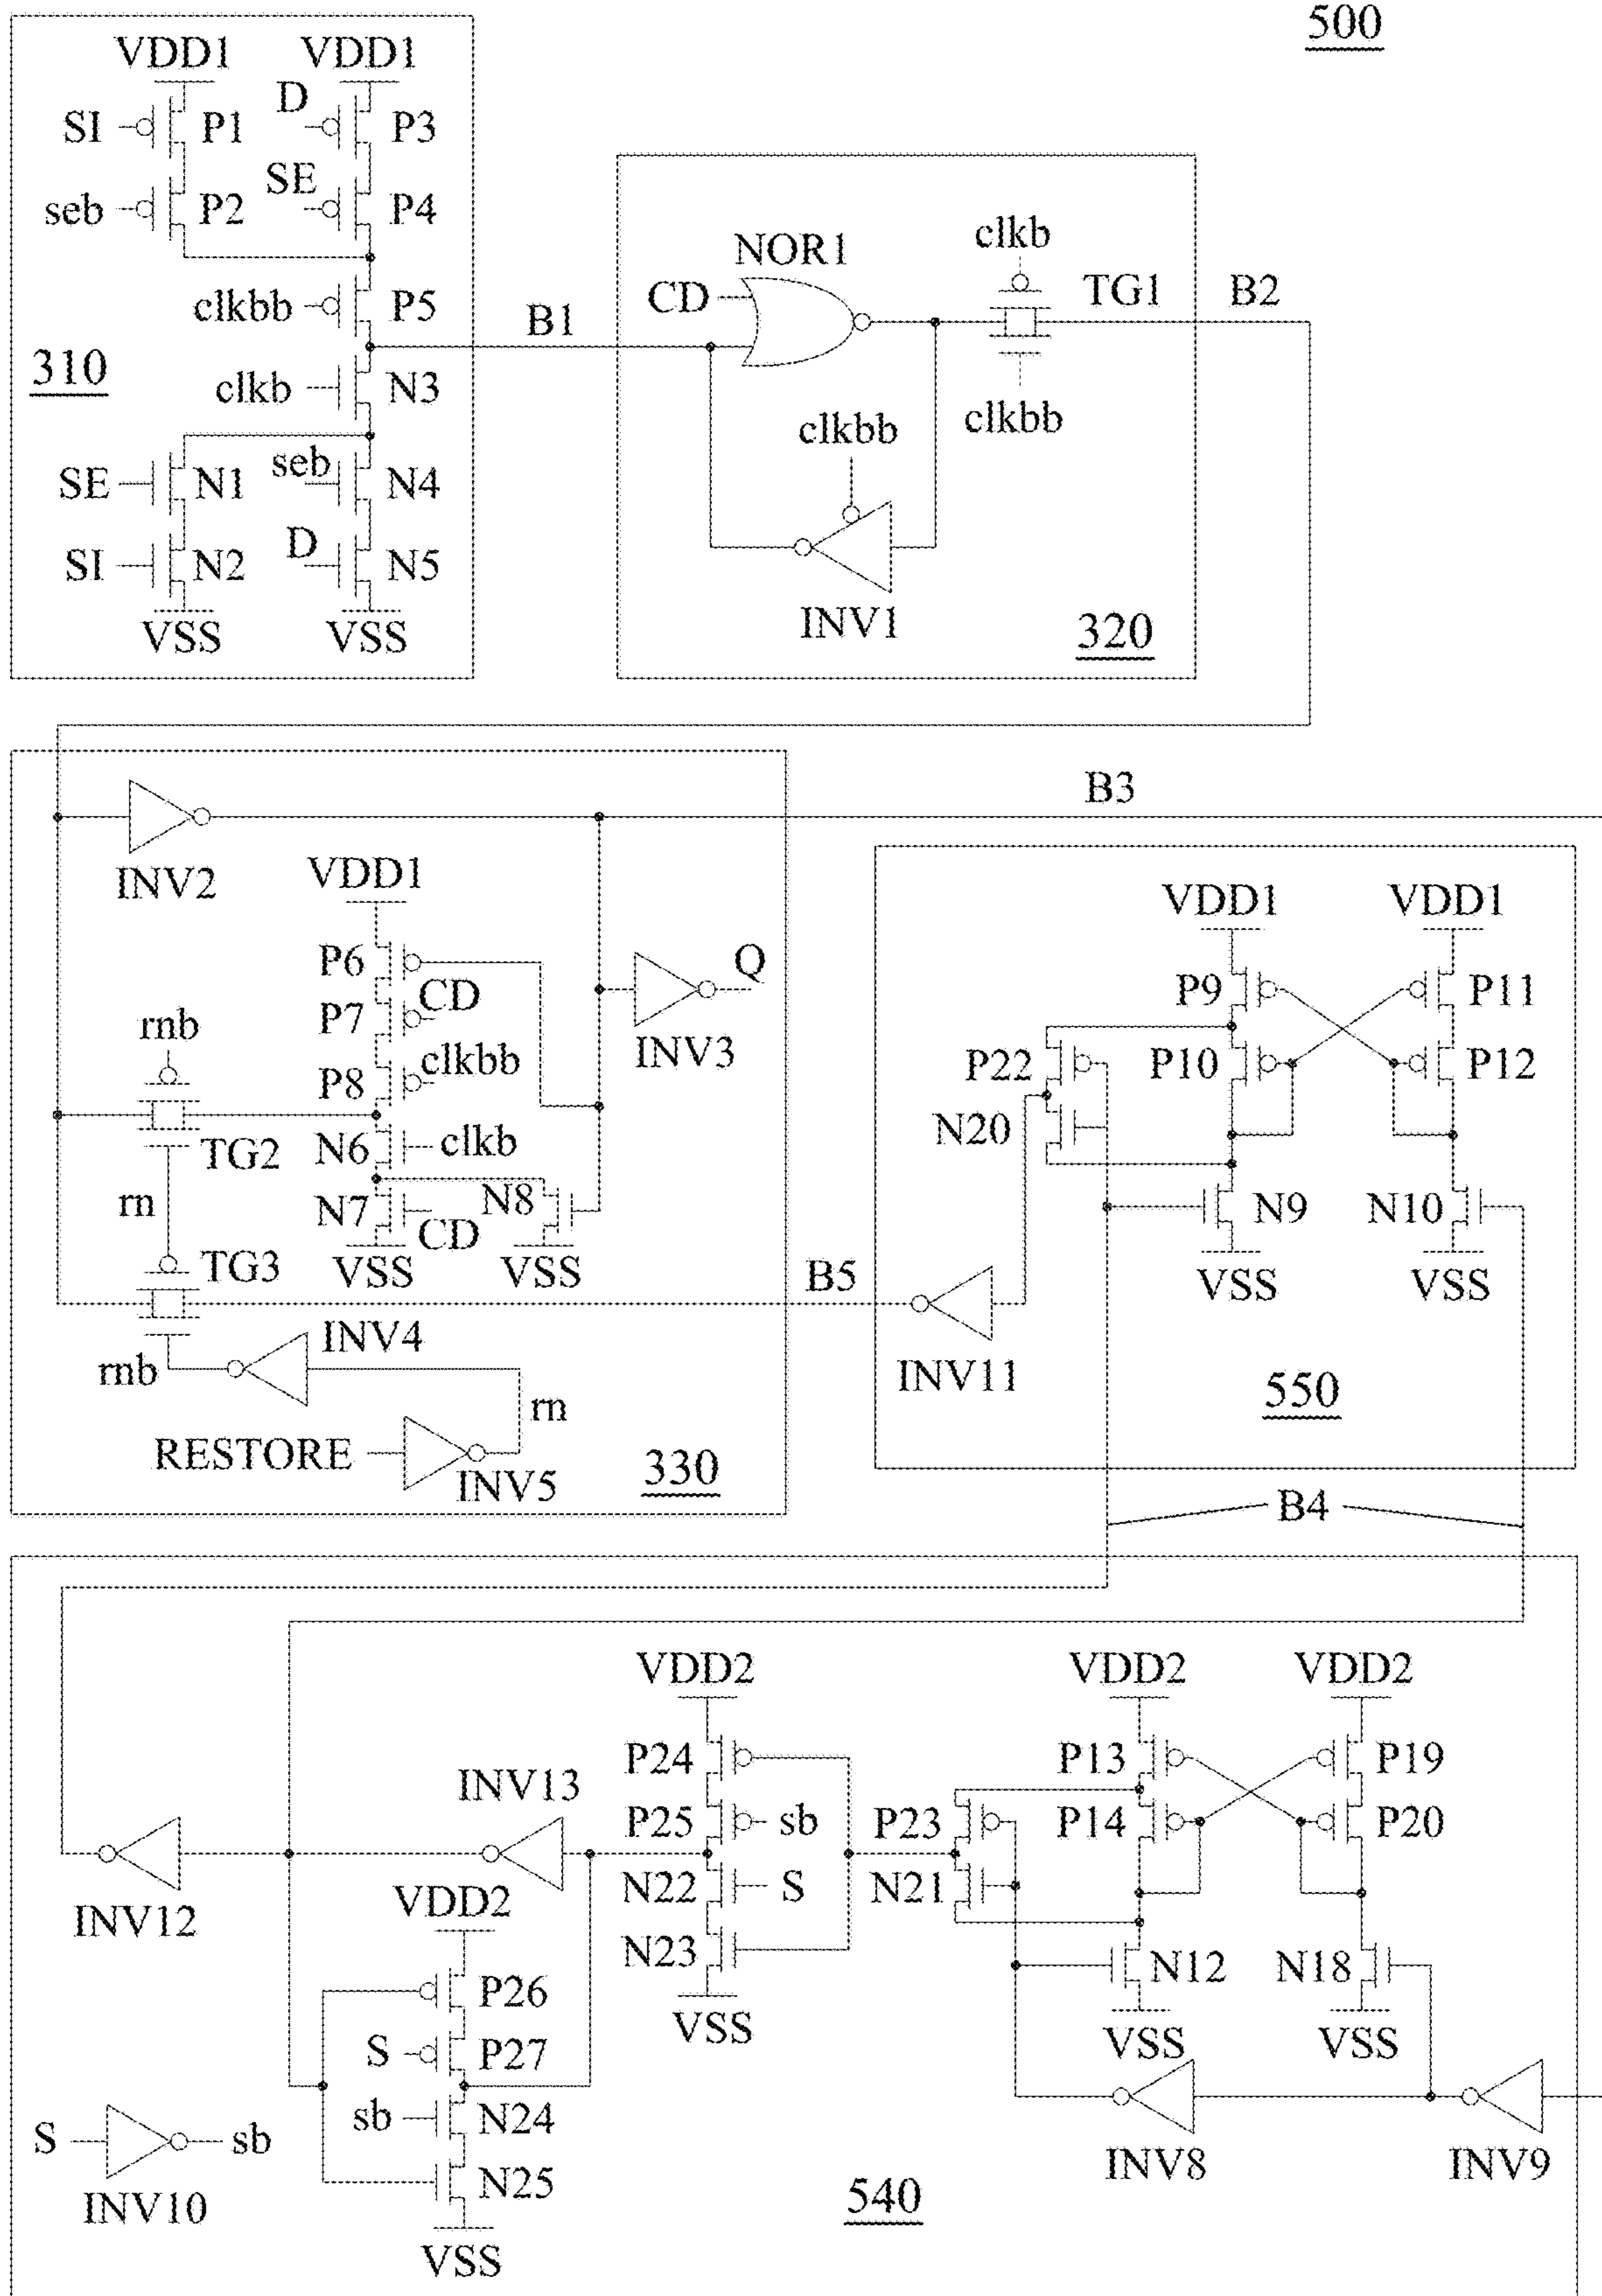 500
VDD1 VDD1
D
SI P1 P3
SE
seb P2 P4
clkbb P5
310
clkb N3
seb
SE N1 N4
D
SI N2 N5
VSS VSS
B1
NOR1
CD
clkb
TG1
clkbb
clkbb
INV1
320
B2
B3
INV2
VDD1
P6
CD
P7
clkbb
P8
Q
INV3
rnb
TG2
N6 clkb
rn
N7 N8
CD
VSS VSS
TG3
INV4
rnb
rn
RESTORE
INV5
330
B5
VDD1 VDD1
P9 P11
P22 P10 P12
N20
N9 N10
VSS VSS
INV11
550
B4
VDD2 VDD2 VDD2
P24 P13 P19
INV13
P25 sb P23 P14 P20
N22 S N21
INV12
VDD2
N23
N12 N18
VSS
VSS VSS
P26
S P27
sb N24
S sb
INV10
N25
VSS
INV8 INV9
540